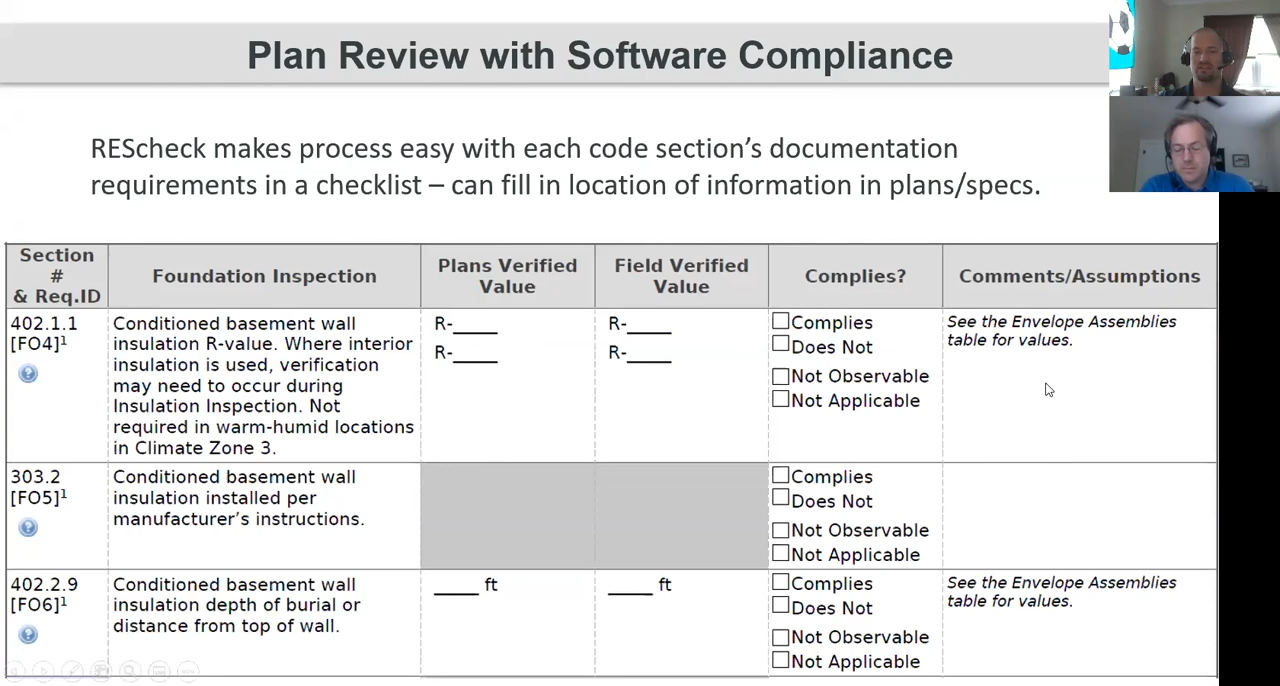 Plan Review with Software Compliance
REScheck makes process easy with each code section's documentation
requirements in a checklist – can fill in location of information in plans/specs.
Section
#
& Req.ID
Foundation Inspection
Plans Verified
Value
Field Verified
Value
Complies?
Comments/Assumptions
402.1.1
[FO4]¹
Conditioned basement wall
insulation R-value. Where interior
insulation is used, verification
may need to occur during
Insulation Inspection. Not
required in warm-humid locations
in Climate Zone 3.
R-_____
R-_____
R-_____
R-_____
Complies
Does Not
Not Observable
Not Applicable
See the Envelope Assemblies
table for values.
303.2
[FO5]¹
Conditioned basement wall
insulation installed per
manufacturer's instructions.
Complies
Does Not
Not Observable
Not Applicable
402.2.9
[FO6]¹
Conditioned basement wall
insulation depth of burial or
distance from top of wall.
_____ ft
_____ ft
Complies
Does Not
Not Observable
Not Applicable
See the Envelope Assemblies
table for values.